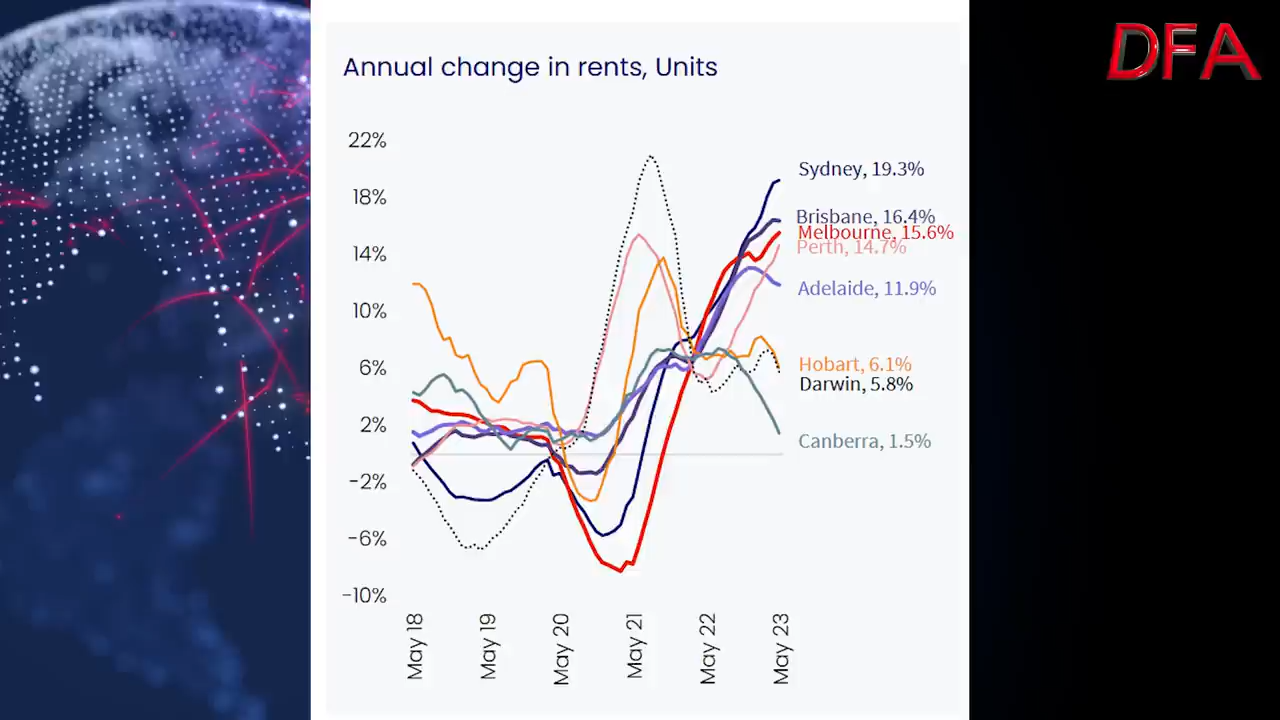 DFA
Annual change in rents, Units
22%
18%
14%
10%
6%
2%
−2%
−6%
−10%
Sydney, 19.3%
Brisbane, 16.4%
Melbourne, 15.6%
Perth, 14.7%
Adelaide, 11.9%
Hobart, 6.1%
Darwin, 5.8%
Canberra, 1.5%
May 18
May 19
May 20
May 21
May 22
May 23